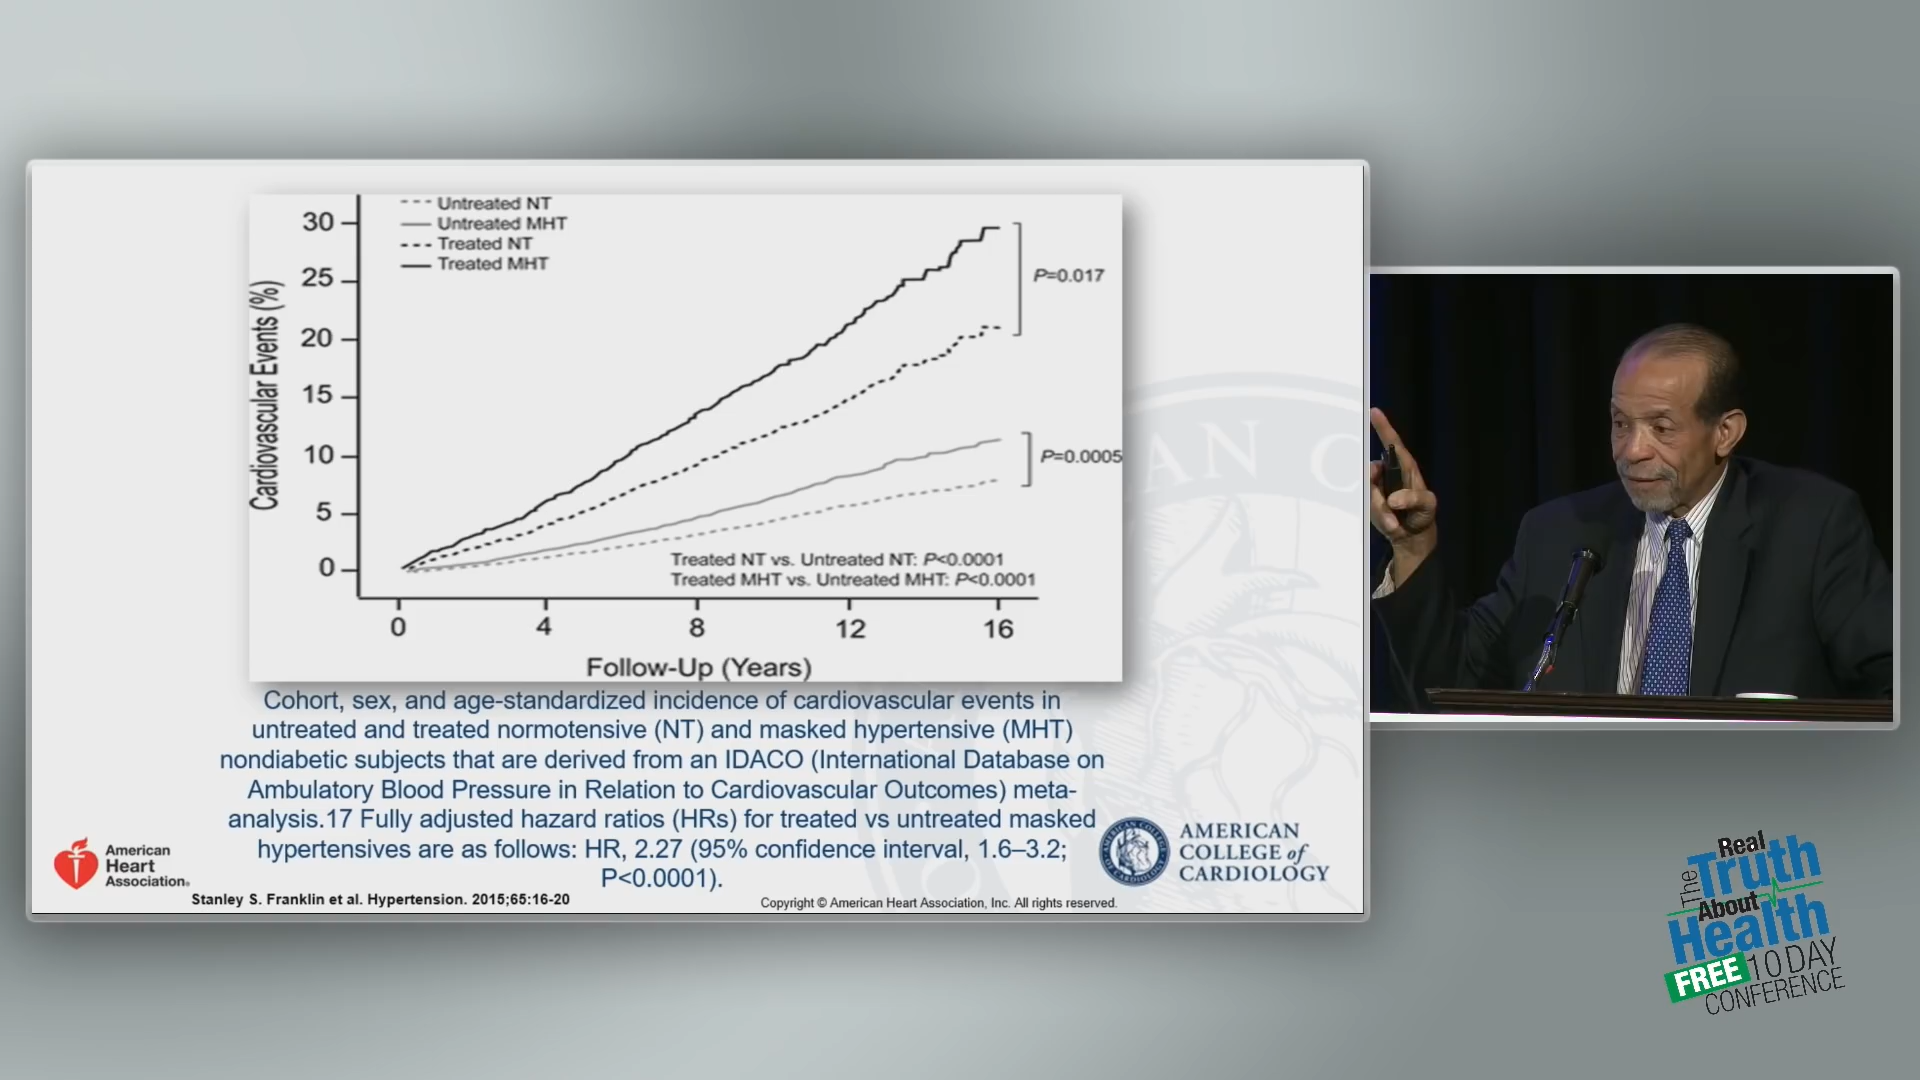 Untreated NT
Untreated MHT
Treated NT
Treated MHT
30
25
20
15
10
5
0
Cardiovascular Events (%)
P=0.017
P=0.0005
Treated NT vs. Untreated NT: P<0.0001
Treated MHT vs. Untreated MHT: P<0.0001
0 4 8 12 16
Follow-Up (Years)
Cohort, sex, and age-standardized incidence of cardiovascular events in
untreated and treated normotensive (NT) and masked hypertensive (MHT)
nondiabetic subjects that are derived from an IDACO (International Database on
Ambulatory Blood Pressure in Relation to Cardiovascular Outcomes) meta-
analysis.17 Fully adjusted hazard ratios (HRs) for treated vs untreated masked
hypertensives are as follows: HR, 2.27 (95% confidence interval, 1.6–3.2;
P<0.0001).
American
Heart
Association®
Stanley S. Franklin et al. Hypertension. 2015;65:16-20
Copyright © American Heart Association, Inc. All rights reserved.
AMERICAN
COLLEGE of
CARDIOLOGY
AN C
The Real
Truth
About
Health
FREE 10 DAY
CONFERENCE